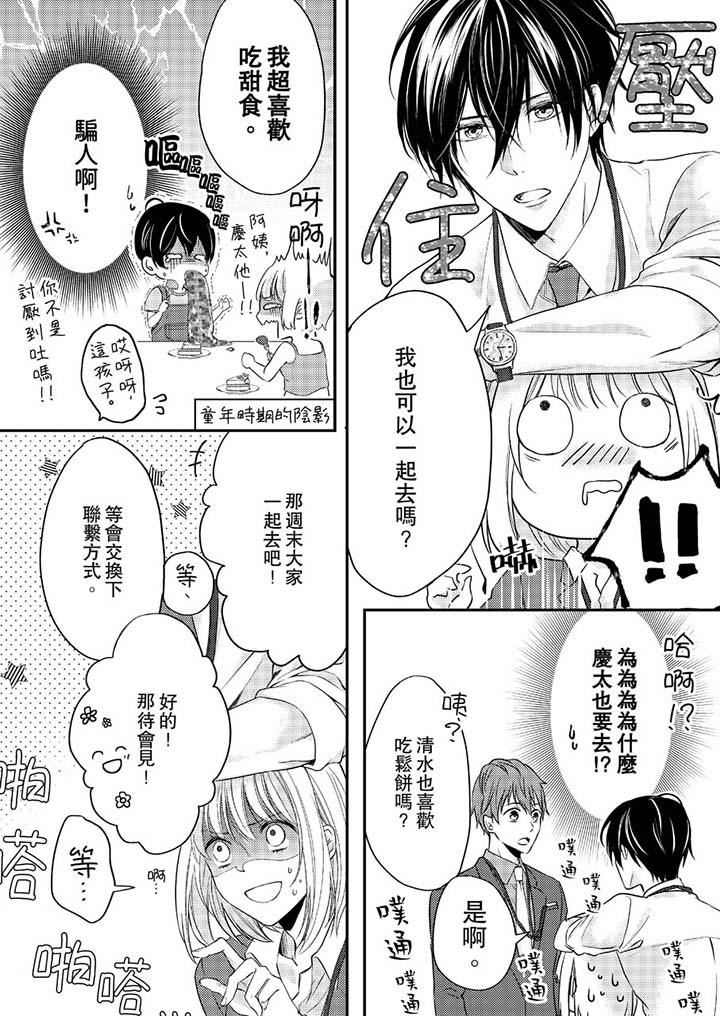 壓
住
我也可以一起去嗎？
！！
嚇
哈啊!?
為為為為什麼
慶太也要去!?
咦？
清水也喜歡
吃鬆餅嗎？
是啊。
噗通
噗通
噗通
噗通
噗通
噗通
我超喜歡
吃甜食。
騙人啊！
嘔嘔嘔嘔嘔
呀啊
阿姨，
慶太他——!!
你不是
討厭到吐嗎!!
哎呀呀，
這孩子。
童年時期的陰影
那週末大家
一起去吧！
等、
等會交換下
聯繫方式。
好的！
那待會見！
等…
啊…
啪嗒
啪嗒…